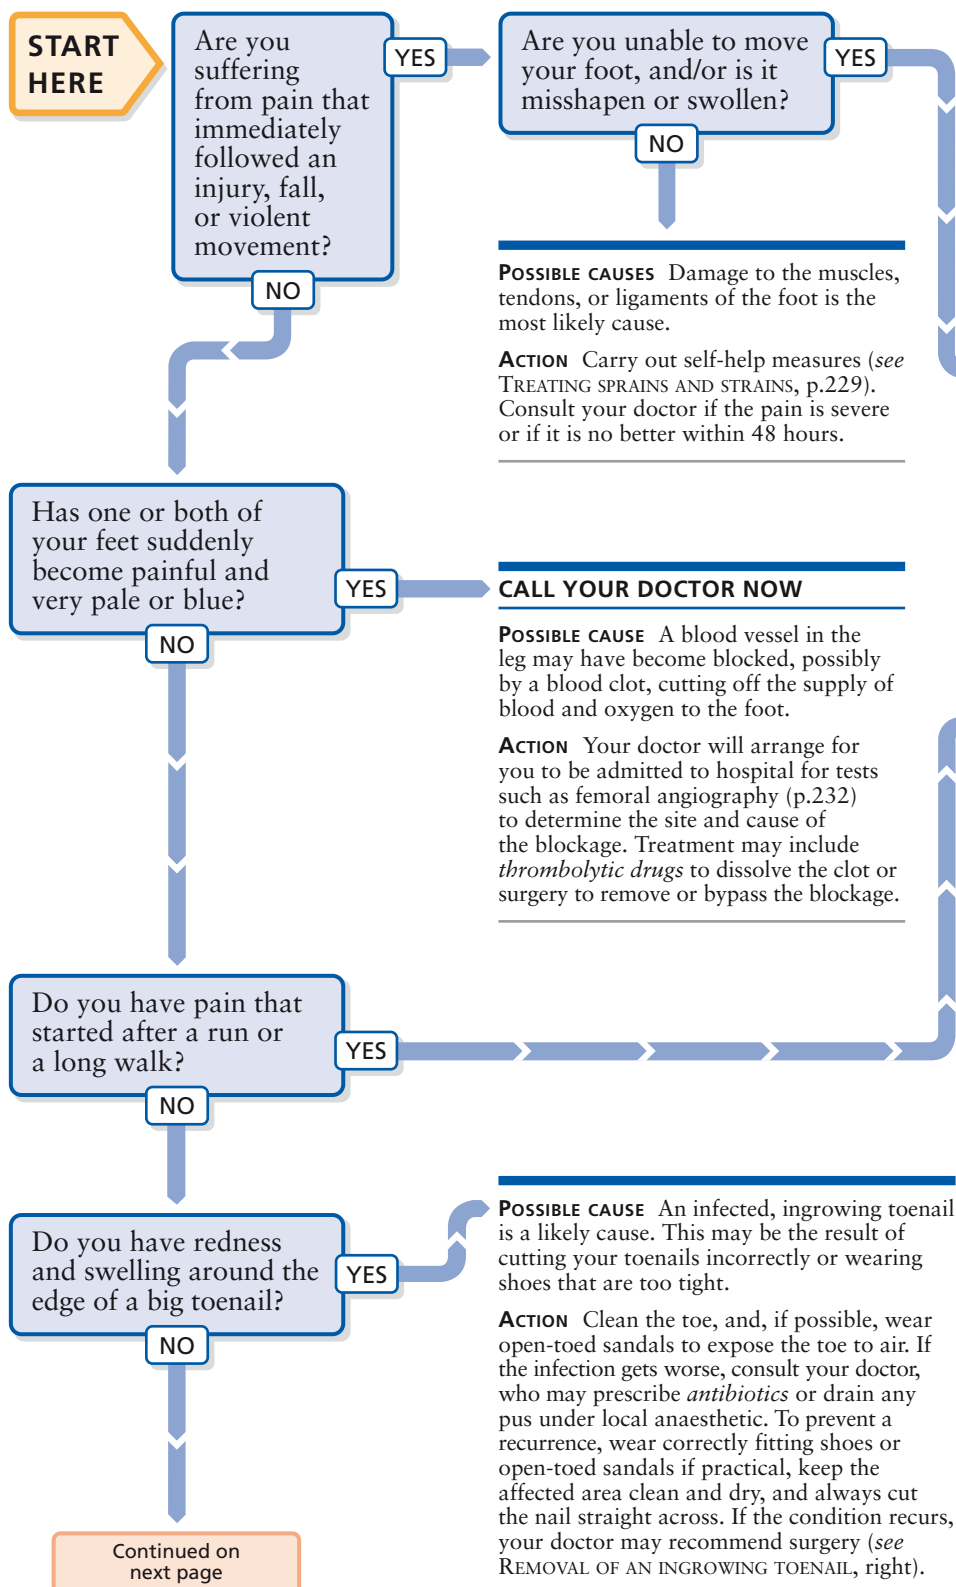 START
HERE
Are you
suffering
from pain that
immediately
followed an
injury, fall,
or violent
movement?
YES
NO
Are you unable to move
your foot, and/or is it
misshapen or swollen?
YES
NO
POSSIBLE CAUSES Damage to the muscles,
tendons, or ligaments of the foot is the
most likely cause.
ACTION Carry out self-help measures (see
TREATING SPRAINS AND STRAINS, p.229).
Consult your doctor if the pain is severe
or if it is no better within 48 hours.
Has one or both of
your feet suddenly
become painful and
very pale or blue?
YES
NO
CALL YOUR DOCTOR NOW
POSSIBLE CAUSE A blood vessel in the
leg may have become blocked, possibly
by a blood clot, cutting off the supply of
blood and oxygen to the foot.
ACTION Your doctor will arrange for
you to be admitted to hospital for tests
such as femoral angiography (p.232)
to determine the site and cause of
the blockage. Treatment may include
thrombolytic drugs to dissolve the clot or
surgery to remove or bypass the blockage.
Do you have pain that
started after a run or
a long walk?
YES
NO
Do you have redness
and swelling around the
edge of a big toenail?
YES
NO
POSSIBLE CAUSE An infected, ingrowing toenail
is a likely cause. This may be the result of
cutting your toenails incorrectly or wearing
shoes that are too tight.
ACTION Clean the toe, and, if possible, wear
open-toed sandals to expose the toe to air. If
the infection gets worse, consult your doctor,
who may prescribe antibiotics or drain any
pus under local anaesthetic. To prevent a
recurrence, wear correctly fitting shoes or
open-toed sandals if practical, keep the
affected area clean and dry, and always cut
the nail straight across. If the condition recurs,
your doctor may recommend surgery (see
REMOVAL OF AN INGROWING TOENAIL, right).
Continued on
next page